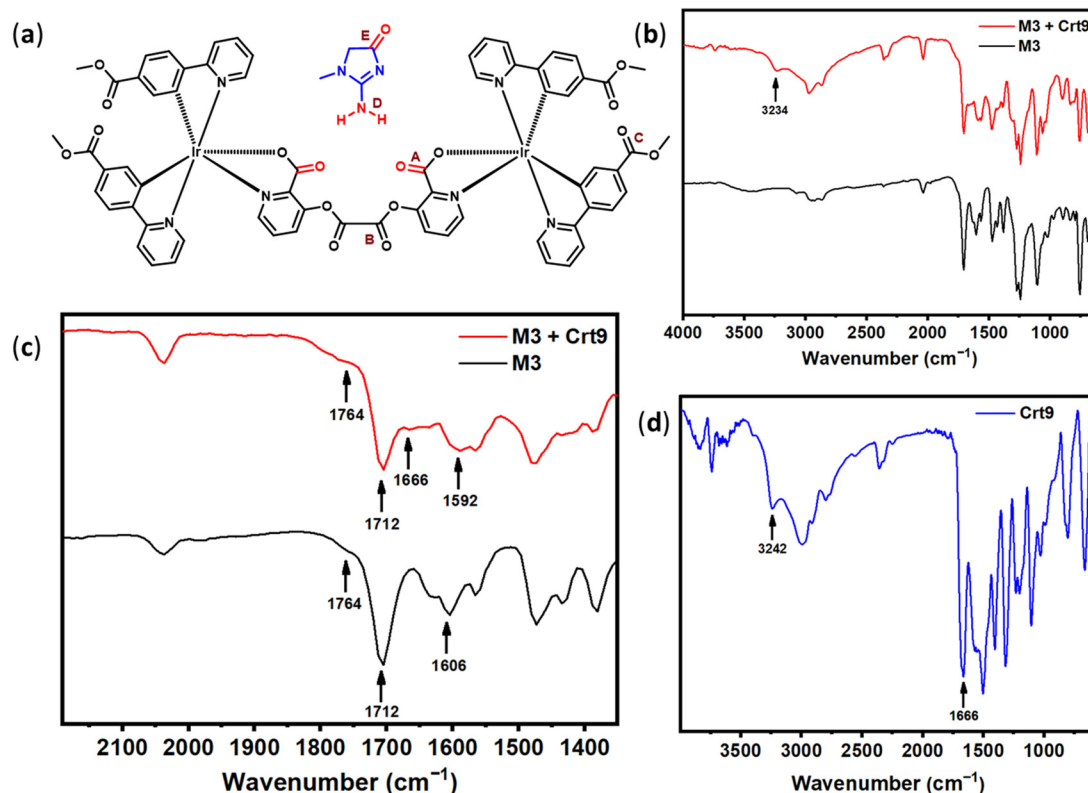 (a)
E O
N N
N
D
H H
O O
O O
N N
Ir Ir
O O
A O C
O O
N N
O O
O O
B
N N
(b)
M3 + Crt9
M3
3234
4000 3500 3000 2500 2000 1500 1000
Wavenumber (cm⁻¹)
(c)
M3 + Crt9
M3
1764
1666
1592
1712
1764
1606
1712
2100 2000 1900 1800 1700 1600 1500 1400
Wavenumber (cm⁻¹)
(d)
Crt9
3242
1666
3500 3000 2500 2000 1500 1000
Wavenumber (cm⁻¹)